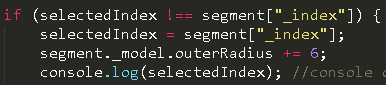 if (selectedIndex !== segment["_index"]) {
selectedIndex = segment["_index"];
segment._model.outerRadius += 6;
console.log(selectedIndex); //console